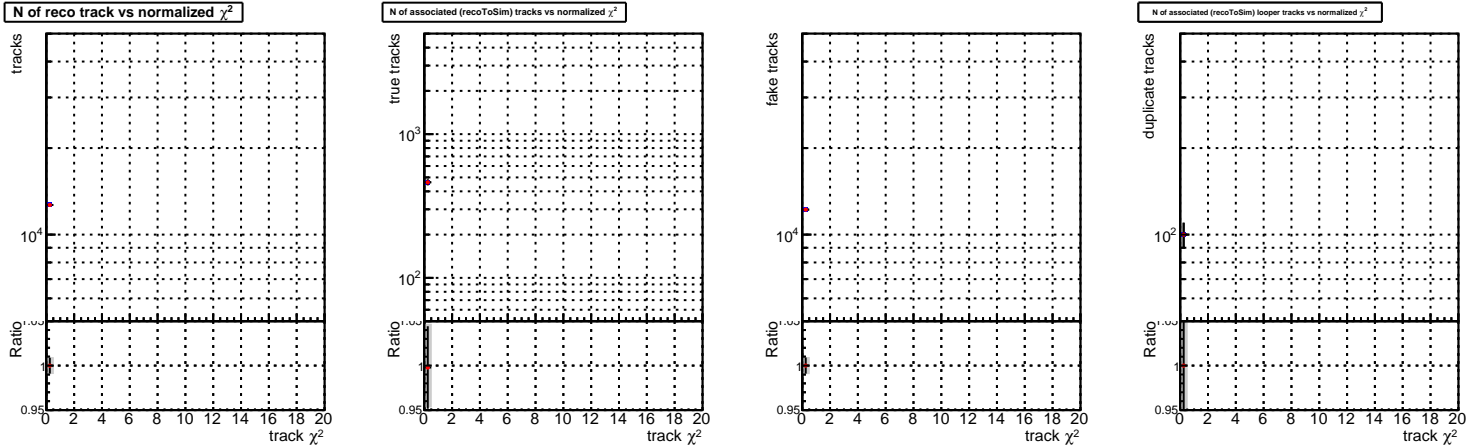 N of reco track vs normalized χ²
tracks
10⁴
Ratio
1
0.95
0 2 4 6 8 10 12 14 16 18 20
track χ²
N of associated (recoToSim) tracks vs normalized χ²
true tracks
10³
10²
Ratio
1
0.95
0 2 4 6 8 10 12 14 16 18 20
track χ²
fake tracks
10⁴
Ratio
1
0.95
0 2 4 6 8 10 12 14 16 18 20
track χ²
N of associated (recoToSim) looper tracks vs normalized χ²
duplicate tracks
10²
Ratio
1
0.95
0 2 4 6 8 10 12 14 16 18 20
track χ²